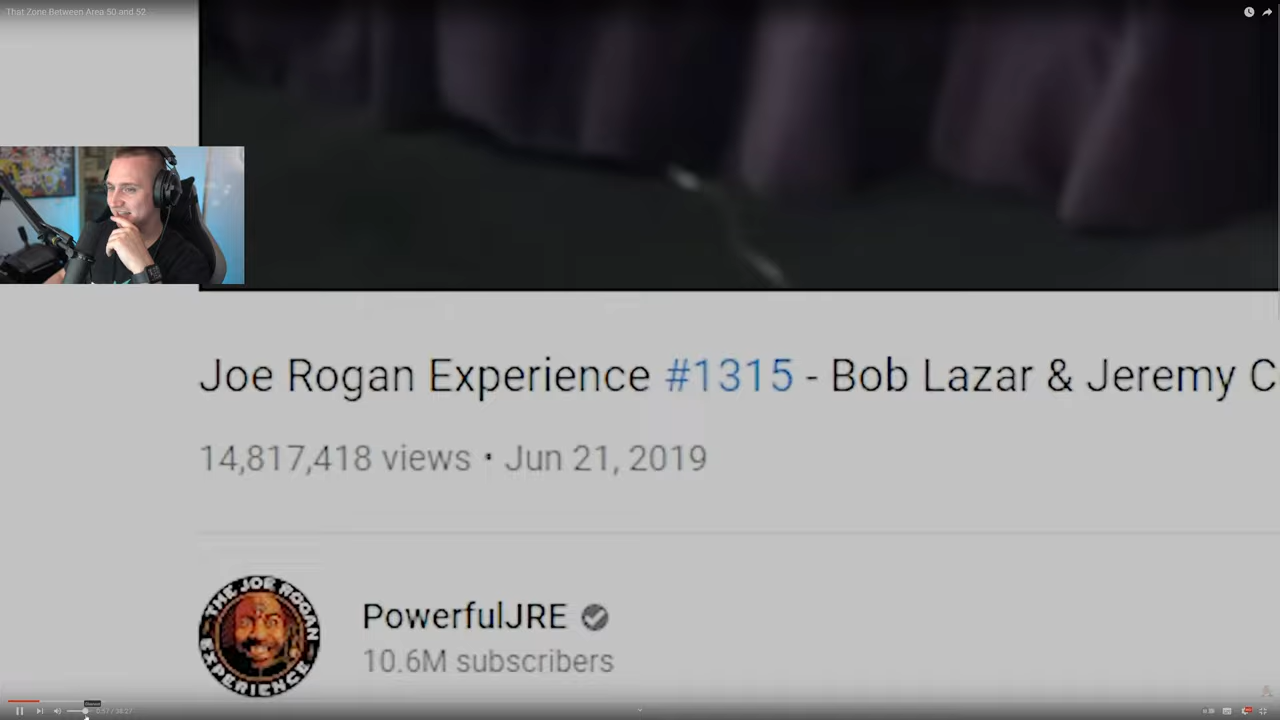 That Zone Between Area 50 and 52
Joe Rogan Experience #1315 - Bob Lazar & Jeremy C
14,817,418 views • Jun 21, 2019
THE JOE ROGAN EXPERIENCE
PowerfulJRE
10.6M subscribers